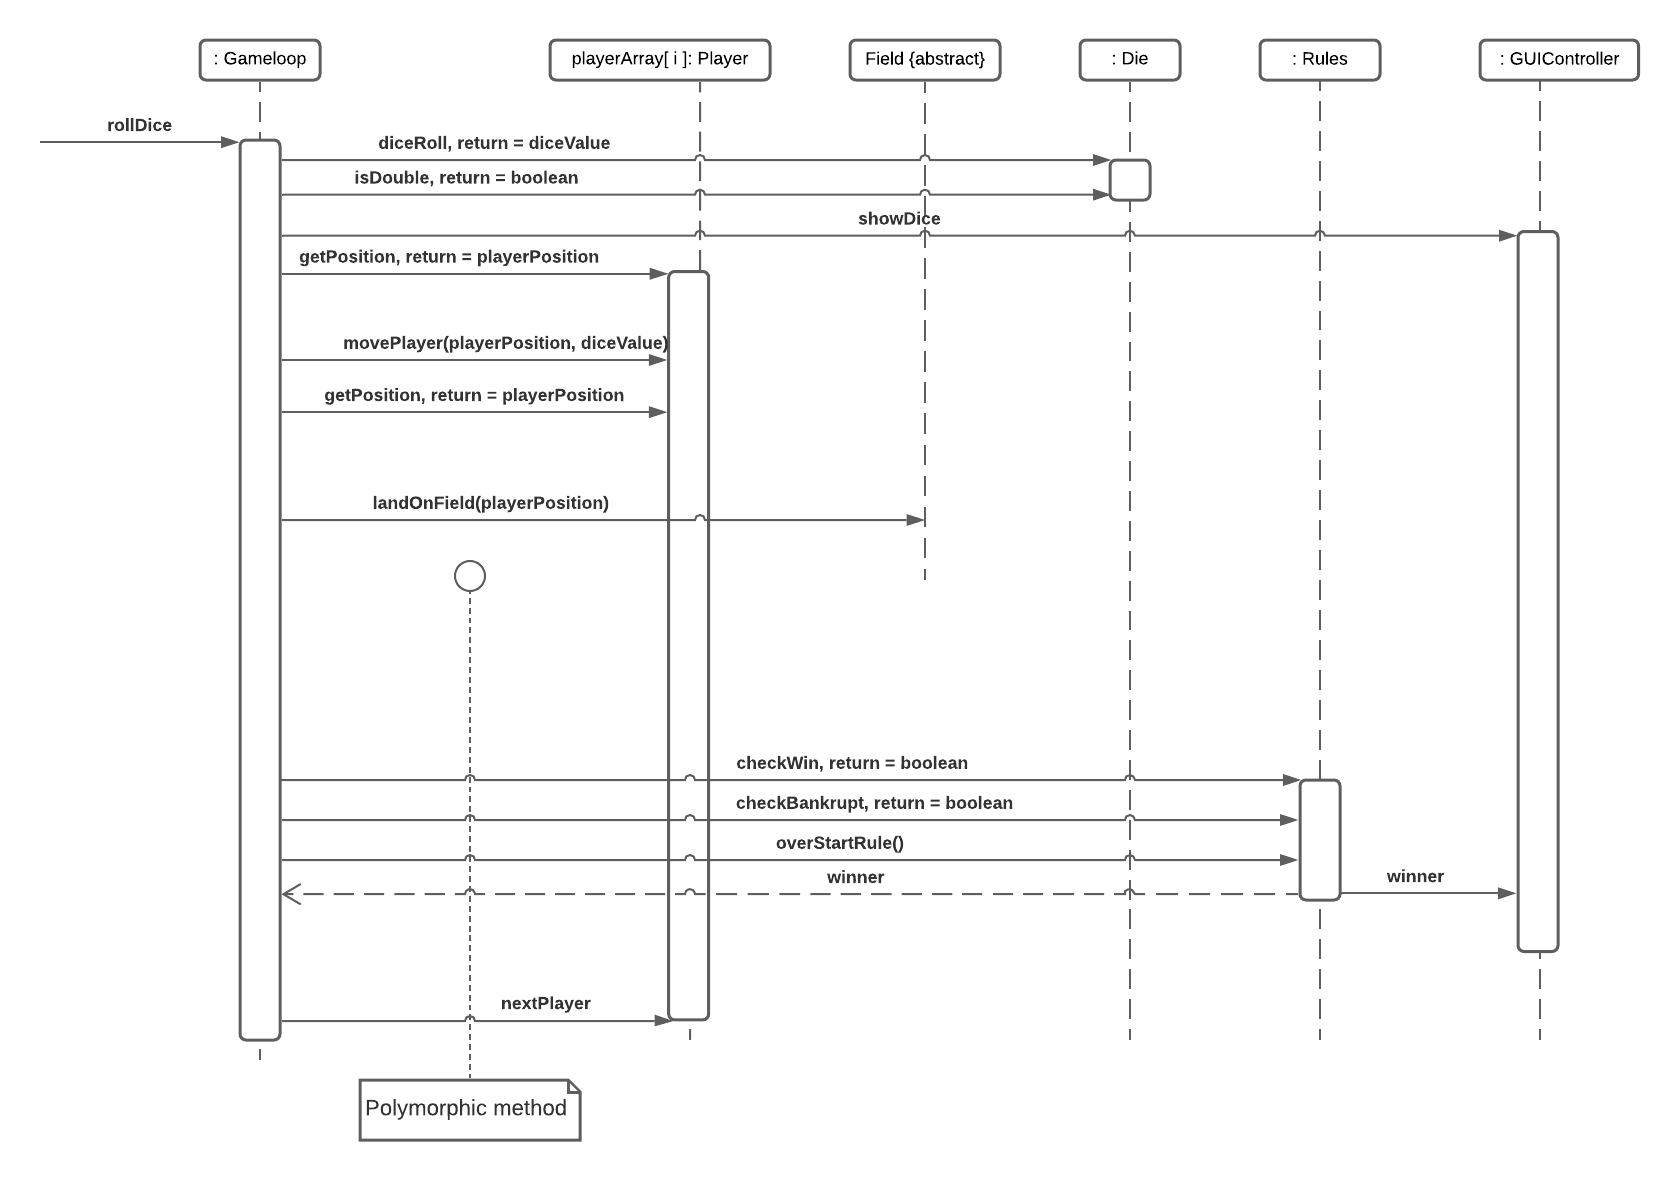 : Gameloop
playerArray[ i ]: Player
Field {abstract}
: Die
: Rules
: GUIController
rollDice
diceRoll, return = diceValue
isDouble, return = boolean
showDice
getPosition, return = playerPosition
movePlayer(playerPosition, diceValue)
getPosition, return = playerPosition
landOnField(playerPosition)
checkWin, return = boolean
checkBankrupt, return = boolean
overStartRule()
winner
winner
nextPlayer
Polymorphic method